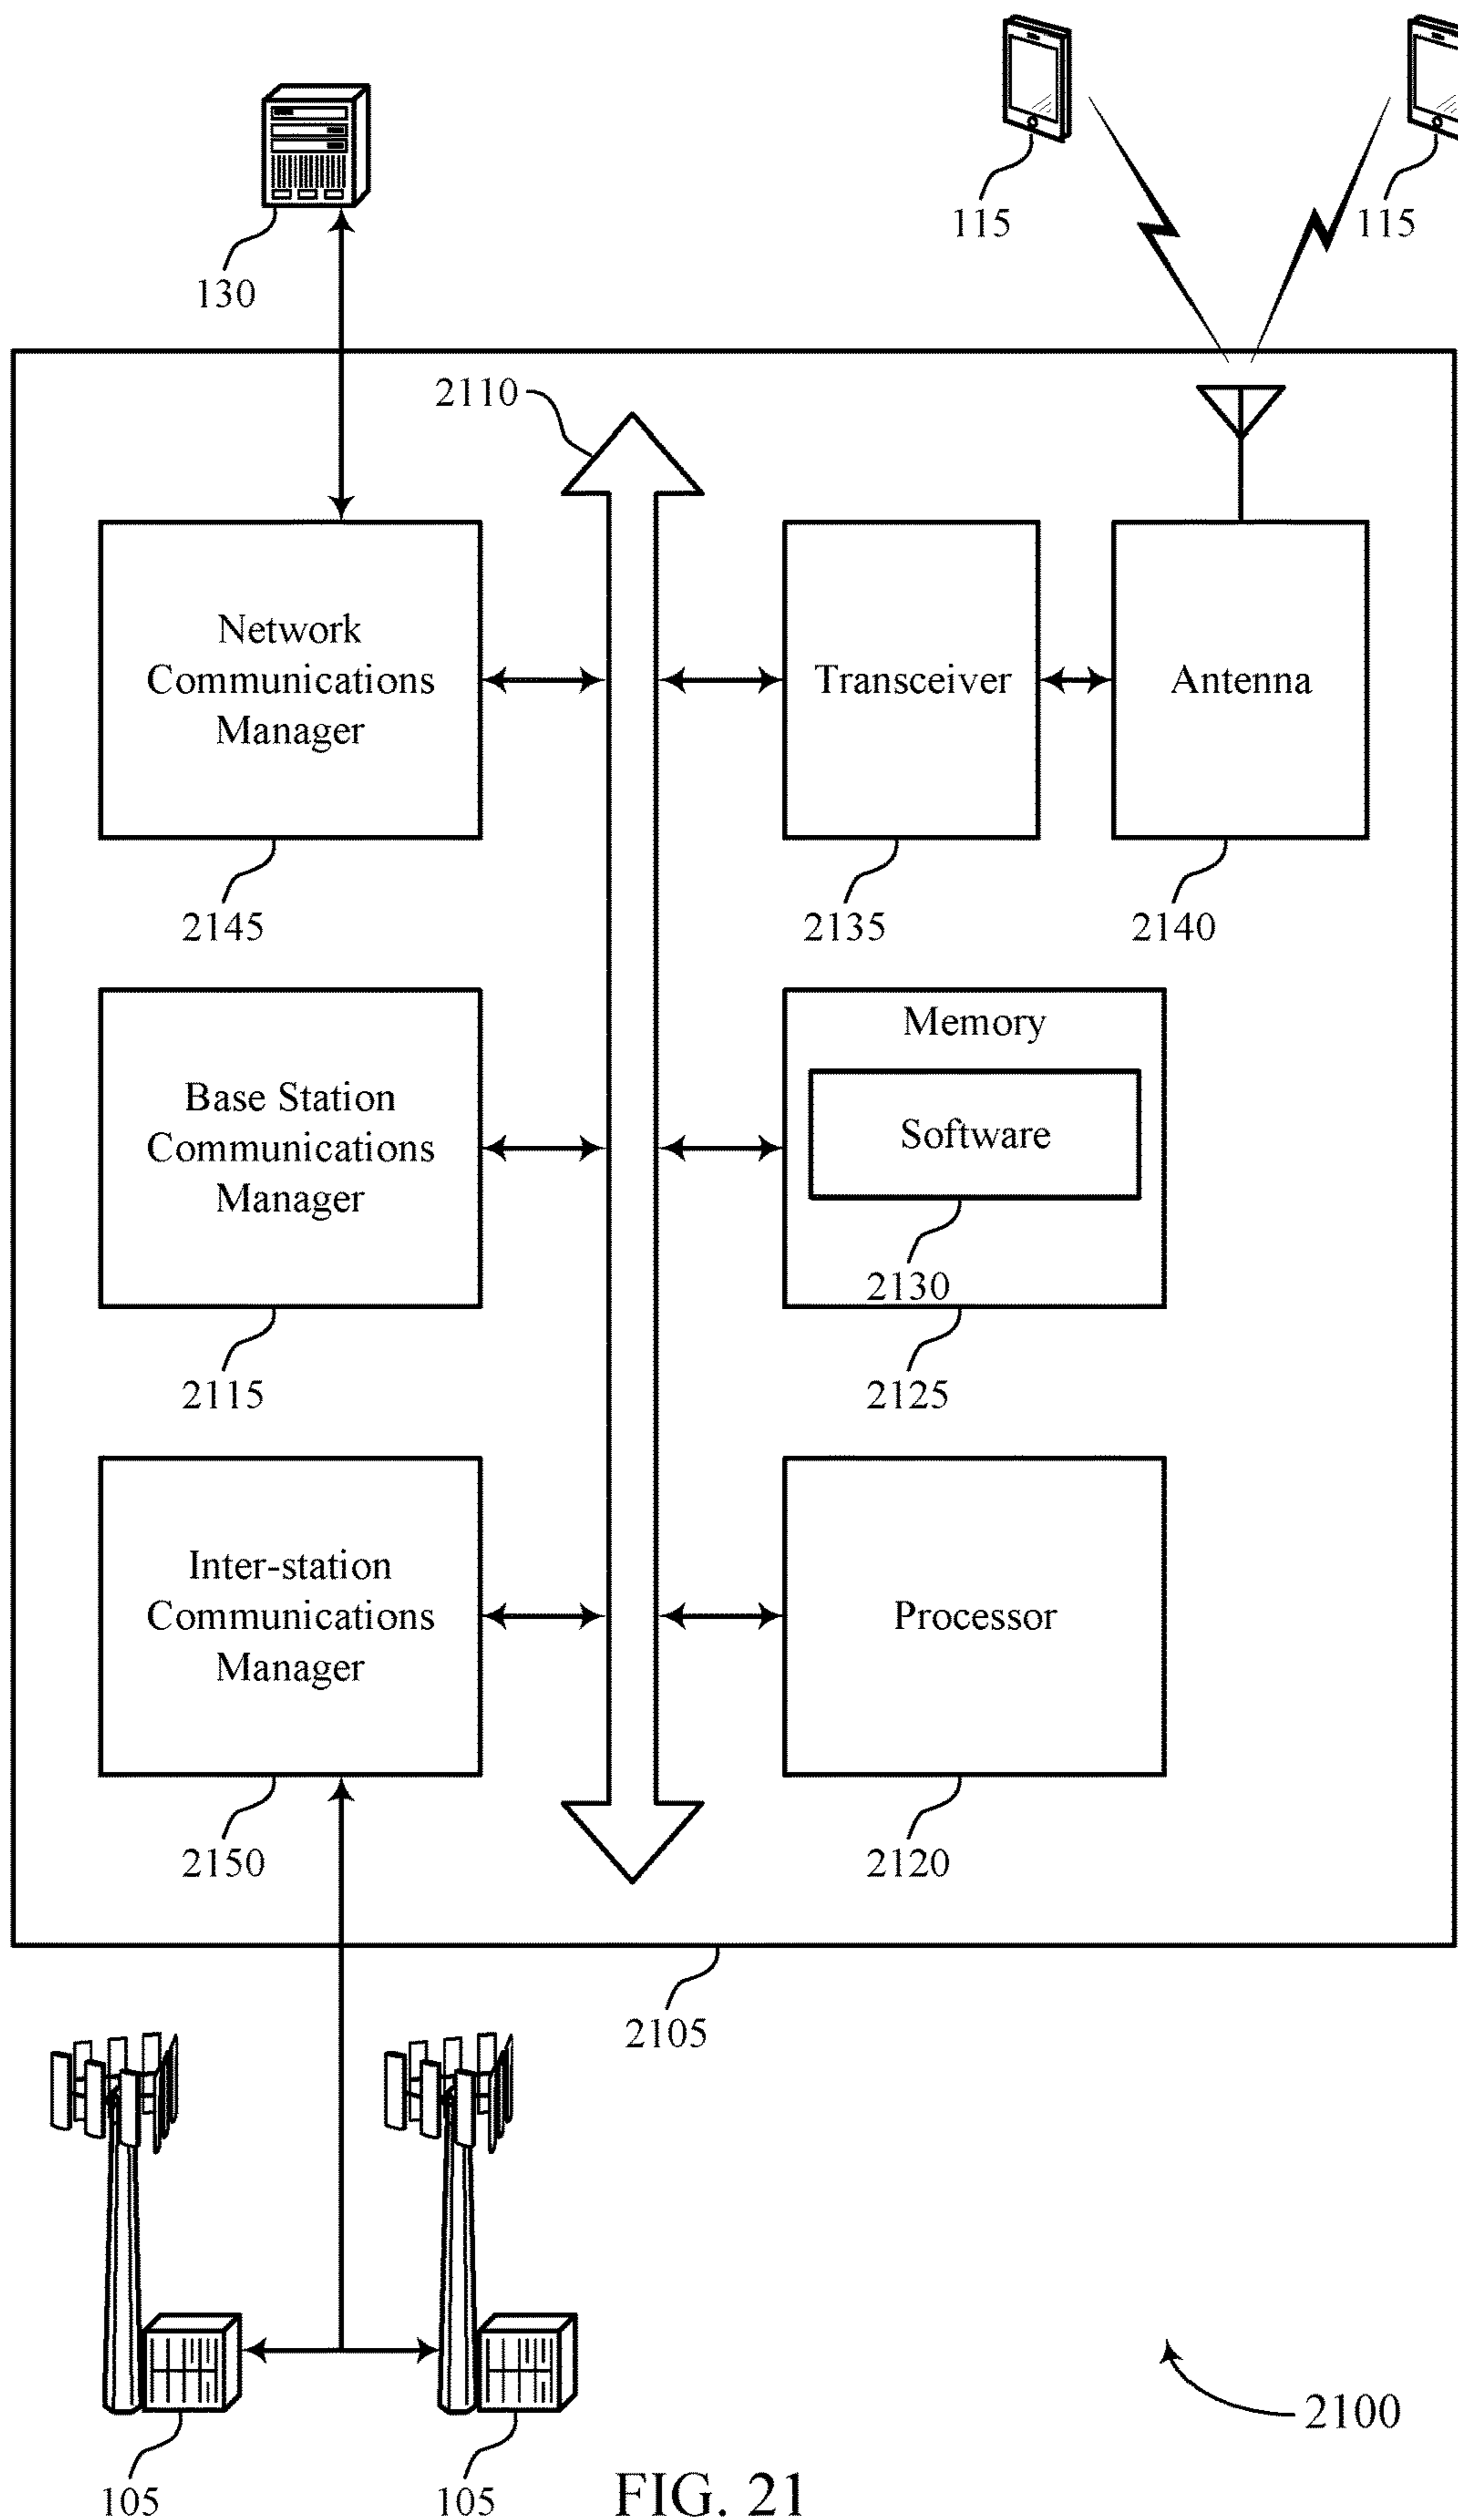 115
115
130
2110
Network
Communications
Manager
Transceiver
Antenna
2145
2135
2140
Base Station
Communications
Manager
Memory
Software
2130
2115
2125
Inter-station
Communications
Manager
Processor
2150
2120
2105
2100
105
105
FIG. 21